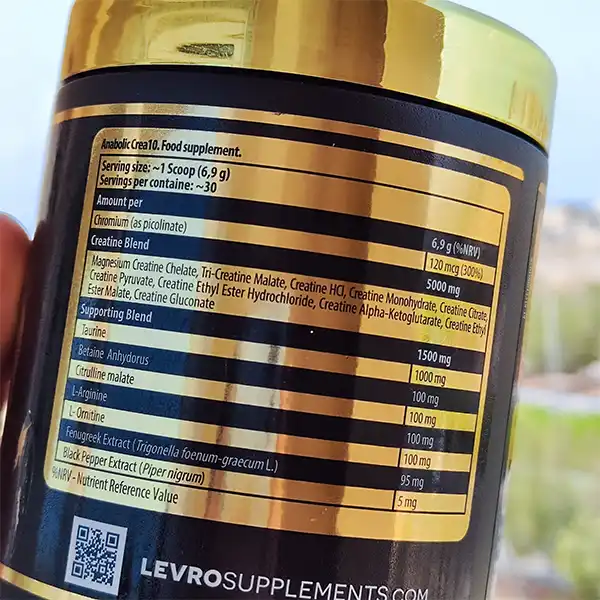 Anabolic Crea10. Food supplement.
Serving size: ~1 Scoop (6,9 g)
Servings per containe: ~30
Amount per 6,9 g (%NRV)
Chromium (as picolinate) 120 mcg (300%)
Creatine Blend 5000 mg
Magnesium Creatine Chelate, Tri-Creatine Malate, Creatine HCl, Creatine Monohydrate, Creatine Citrate,
Creatine Pyruvate, Creatine Ethyl Ester Hydrochloride, Creatine Alpha-Ketoglutarate, Creatine Ethyl
Ester Malate, Creatine Gluconate
Supporting Blend 1500 mg
Taurine 1000 mg
Betaine Anhydorus 100 mg
Citrulline malate 100 mg
L-Arginine 100 mg
L- Ornitine 100 mg
Fenugreek Extract (Trigonella foenum-graecum L.) 95 mg
Black Pepper Extract (Piper nigrum) 5 mg
%NRV - Nutrient Reference Value
LEVROSUPPLEMENTS.COM